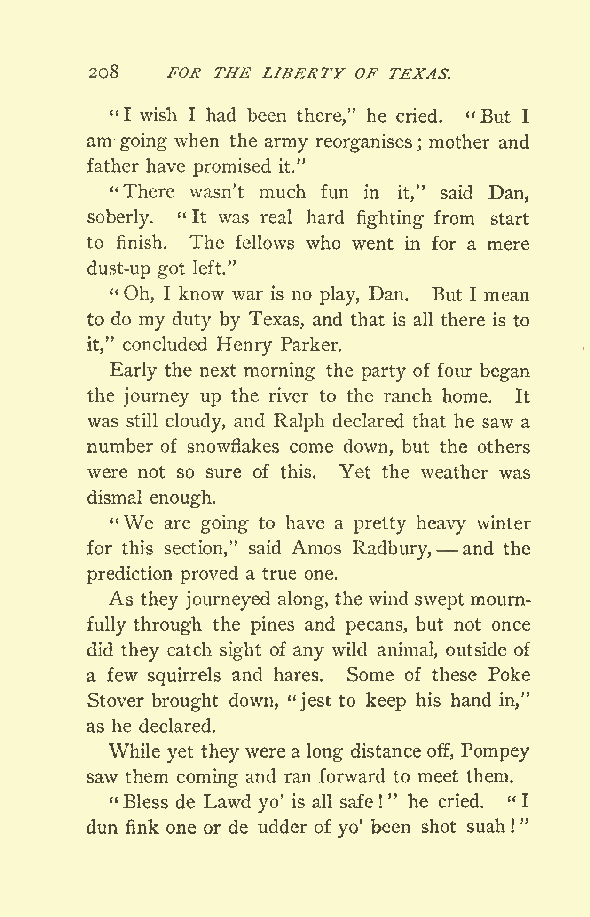 208 FOR THE LIBERTY OF TEXAS.
"I wish I had been there," he cried. "But I
am going when the army reorganises; mother and
father have promised it."
"There wasn't much fun in it," said Dan,
soberly. "It was real hard fighting from start
to finish. The fellows who went in for a mere
dust-up got left."
"Oh, I know war is no play, Dan. But I mean
to do my duty by Texas, and that is all there is to
it," concluded Henry Parker.
Early the next morning the party of four began
the journey up the river to the ranch home. It
was still cloudy, and Ralph declared that he saw a
number of snowflakes come down, but the others
were not so sure of this. Yet the weather was
dismal enough.
"We are going to have a pretty heavy winter
for this section," said Amos Radbury, — and the
prediction proved a true one.
As they journeyed along, the wind swept mourn-
fully through the pines and pecans, but not once
did they catch sight of any wild animal, outside of
a few squirrels and hares. Some of these Poke
Stover brought down, "jest to keep his hand in,"
as he declared.
While yet they were a long distance off, Pompey
saw them coming and ran forward to meet them.
"Bless de Lawd yo' is all safe!" he cried. "I
dun fink one or de udder of yo' been shot suah!"